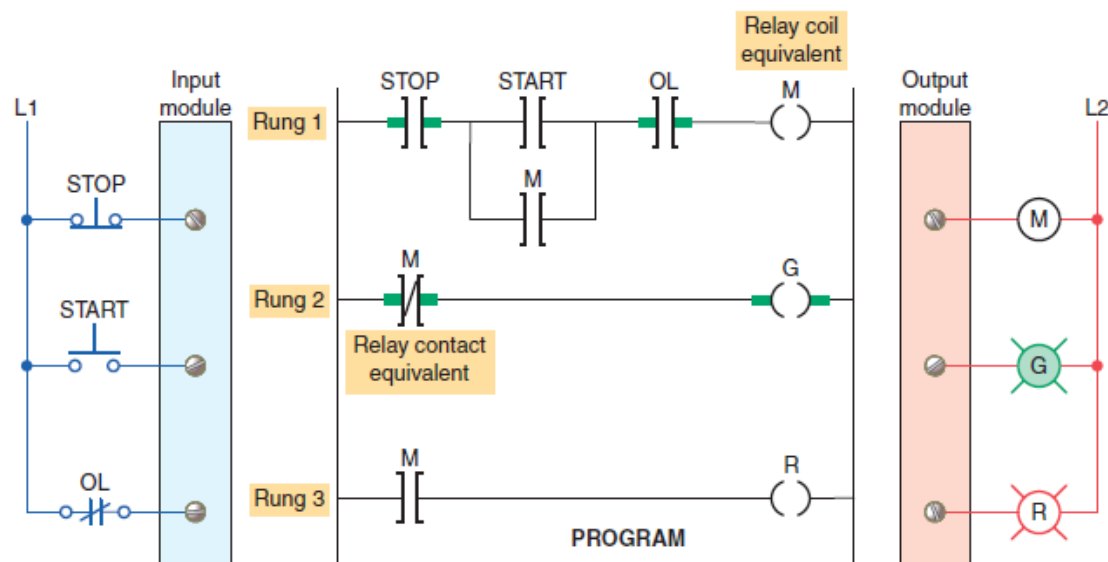 Relay coil
equivalent
Input
module
STOP
START
OL
M
Output
module
L1
L2
Rung 1
STOP
M
M
M
G
Rung 2
START
Relay contact
equivalent
G
OL
M
R
Rung 3
R
PROGRAM